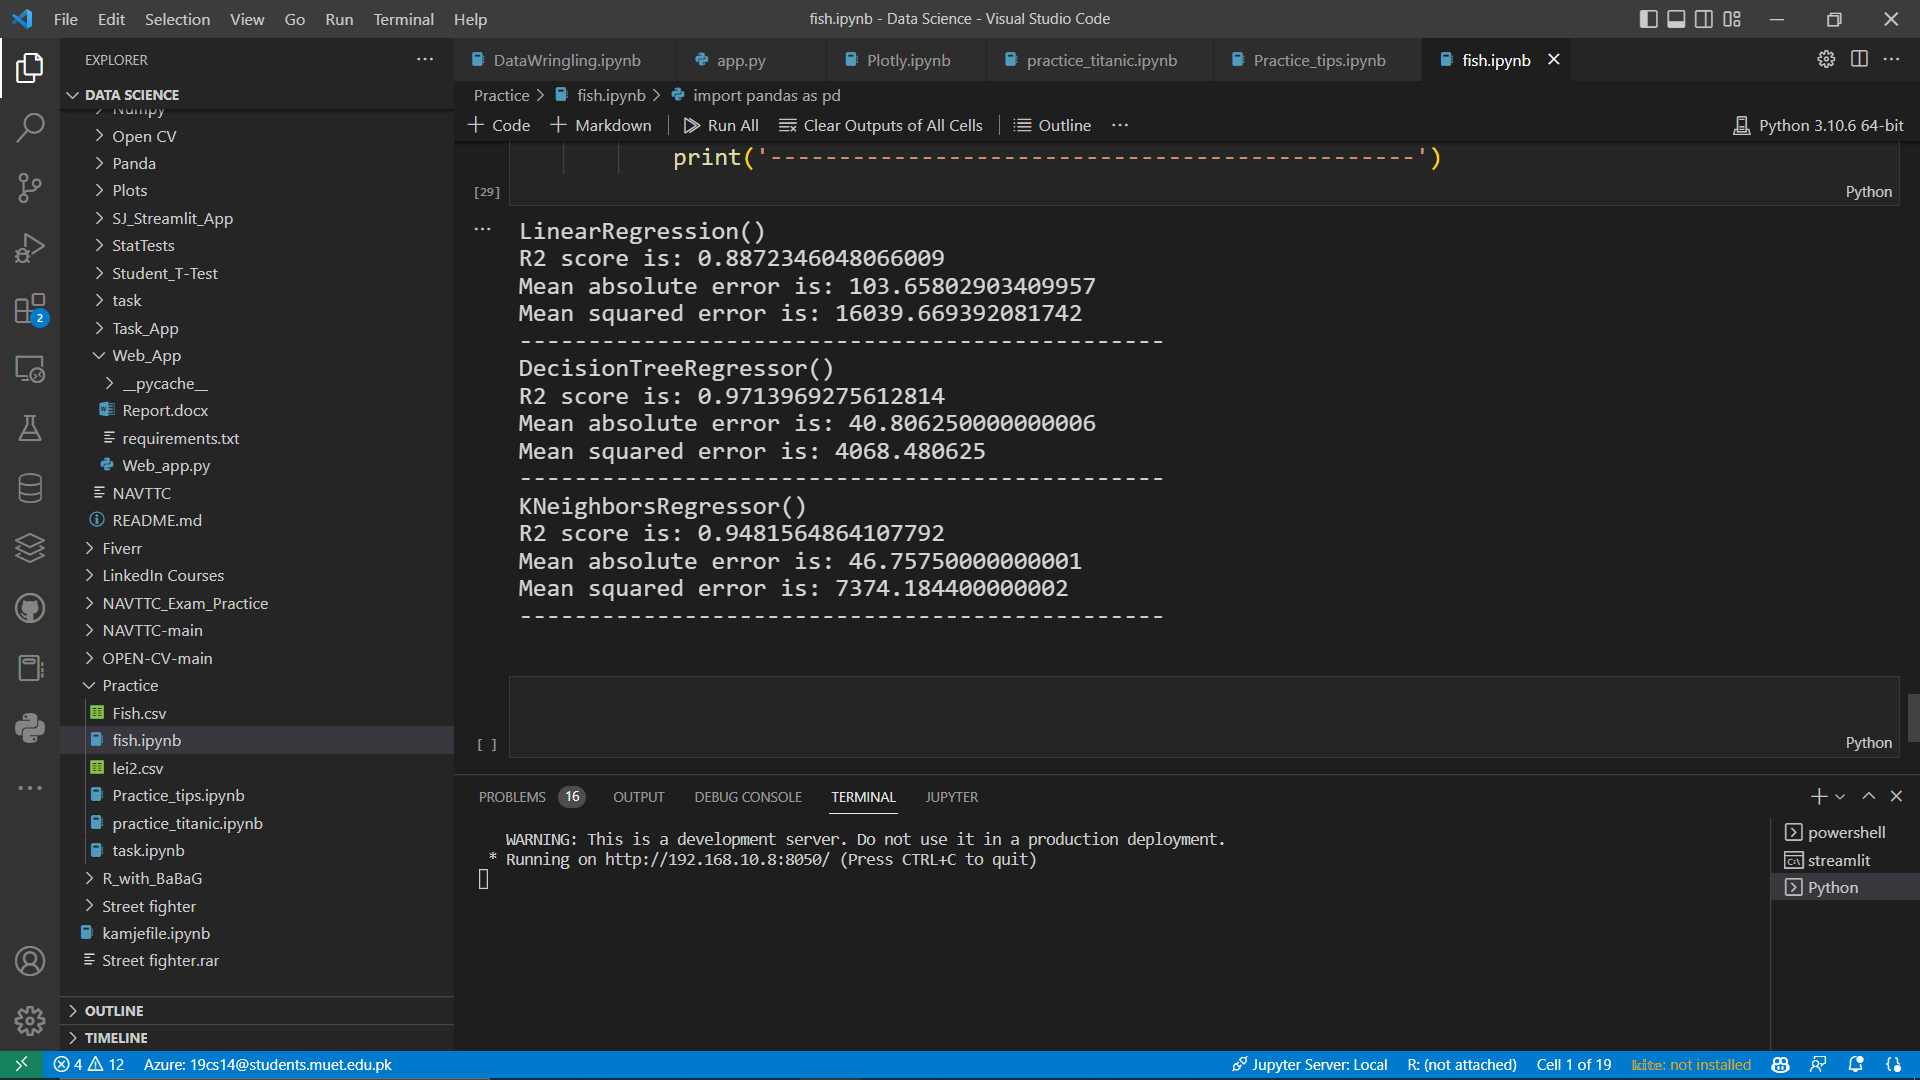 File Edit Selection View Go Run Terminal Help
fish.ipynb - Data Science - Visual Studio Code
EXPLORER
DataWringling.ipynb
app.py
Plotly.ipynb
practice_titanic.ipynb
Practice_tips.ipynb
fish.ipynb
DATA SCIENCE
Practice > fish.ipynb > import pandas as pd
Code Markdown Run All Clear Outputs of All Cells Outline
Python 3.10.6 64-bit
Numpy
Open CV
Panda
Plots
SJ_Streamlit_App
StatTests
Student_T-Test
task
Task_App
Web_App
__pycache__
Report.docx
requirements.txt
Web_app.py
NAVTTC
README.md
Fiverr
LinkedIn Courses
NAVTTC_Exam_Practice
NAVTTC-main
OPEN-CV-main
Practice
Fish.csv
fish.ipynb
lei2.csv
Practice_tips.ipynb
practice_titanic.ipynb
task.ipynb
R_with_BaBaG
Street fighter
kamjefile.ipynb
Street fighter.rar
OUTLINE
TIMELINE
2
print('-----------------------------------------------')
[29]
Python
LinearRegression()
R2 score is: 0.8872346048066009
Mean absolute error is: 103.65802903409957
Mean squared error is: 16039.669392081742
-----------------------------------------------
DecisionTreeRegressor()
R2 score is: 0.9713969275612814
Mean absolute error is: 40.806250000000006
Mean squared error is: 4068.480625
-----------------------------------------------
KNeighborsRegressor()
R2 score is: 0.9481564864107792
Mean absolute error is: 46.75750000000001
Mean squared error is: 7374.184400000002
-----------------------------------------------
[ ]
Python
PROBLEMS 16 OUTPUT DEBUG CONSOLE TERMINAL JUPYTER
WARNING: This is a development server. Do not use it in a production deployment.
* Running on http://192.168.10.8:8050/ (Press CTRL+C to quit)
powershell
streamlit
Python
4 12 Azure: 19cs14@students.muet.edu.pk
Jupyter Server: Local R: (not attached) Cell 1 of 19 kite: not installed